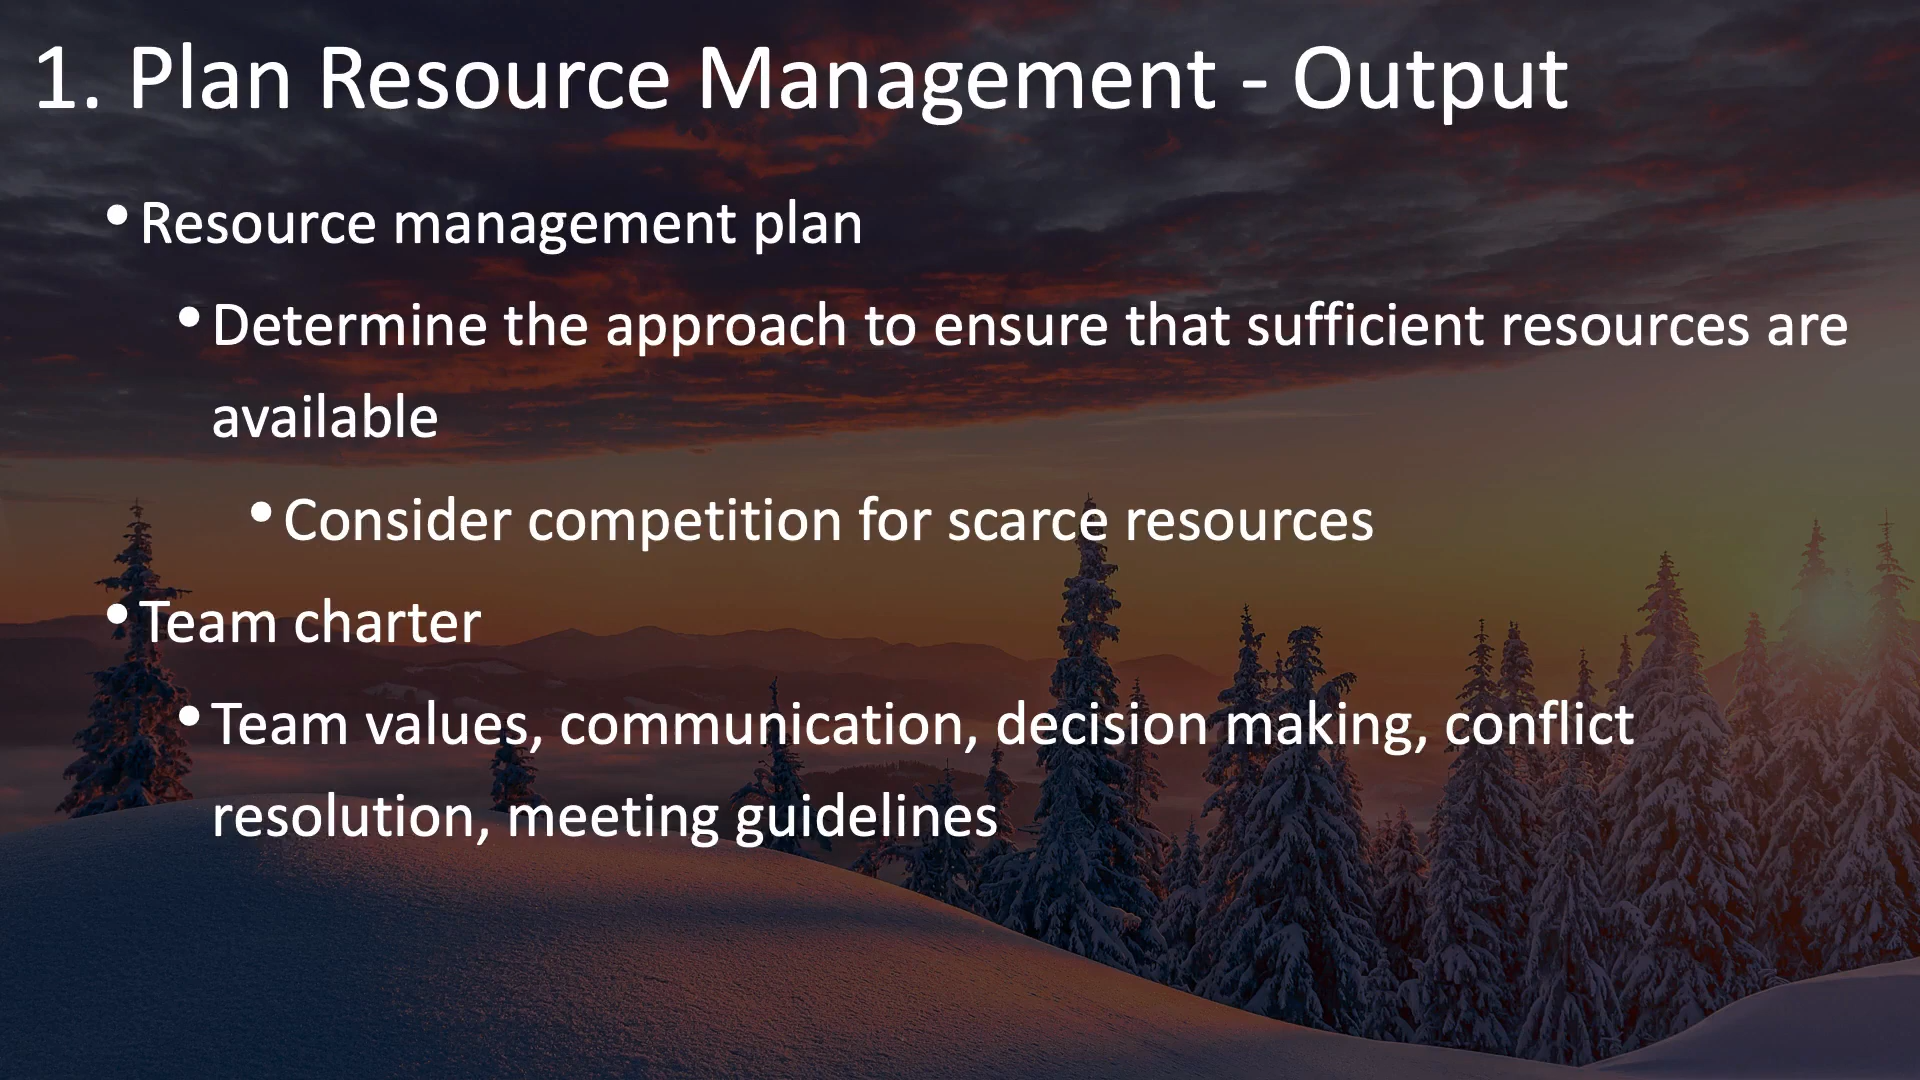 1. Plan Resource Management - Output
• Resource management plan
• Determine the approach to ensure that sufficient resources are
available
• Consider competition for scarce resources
• Team charter
• Team values, communication, decision making, conflict
resolution, meeting guidelines